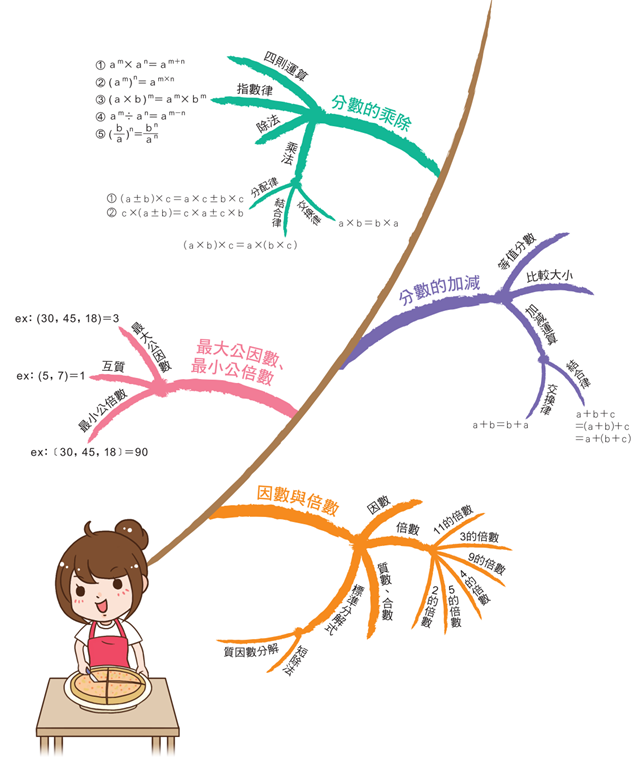 分數的乘除
四則運算
指數律
① aᵐ×aⁿ=aᵐ⁺ⁿ
② (aᵐ)ⁿ=aᵐˣⁿ
③ (a×b)ᵐ=aᵐ×bᵐ
④ aᵐ÷aⁿ=aᵐ⁻ⁿ
⑤ (b/a)ⁿ=bⁿ/aⁿ
除法
乘法
分配律
① (a±b)×c=a×c±b×c
② c×(a±b)=c×a±c×b
結合律
(a×b)×c=a×(b×c)
交換律
a×b=b×a
分數的加減
等值分數
比較大小
加減運算
交換律
a+b=b+a
結合律
a+b+c
=(a+b)+c
=a+(b+c)
最大公因數、
最小公倍數
最大公因數
ex: (30, 45, 18)=3
互質
ex: (5, 7)=1
最小公倍數
ex: 〔30, 45, 18〕=90
因數與倍數
因數
倍數
11的倍數
3的倍數
9的倍數
4的倍數
5的倍數
2的倍數
質數、合數
標準分解式
質因數分解
短除法